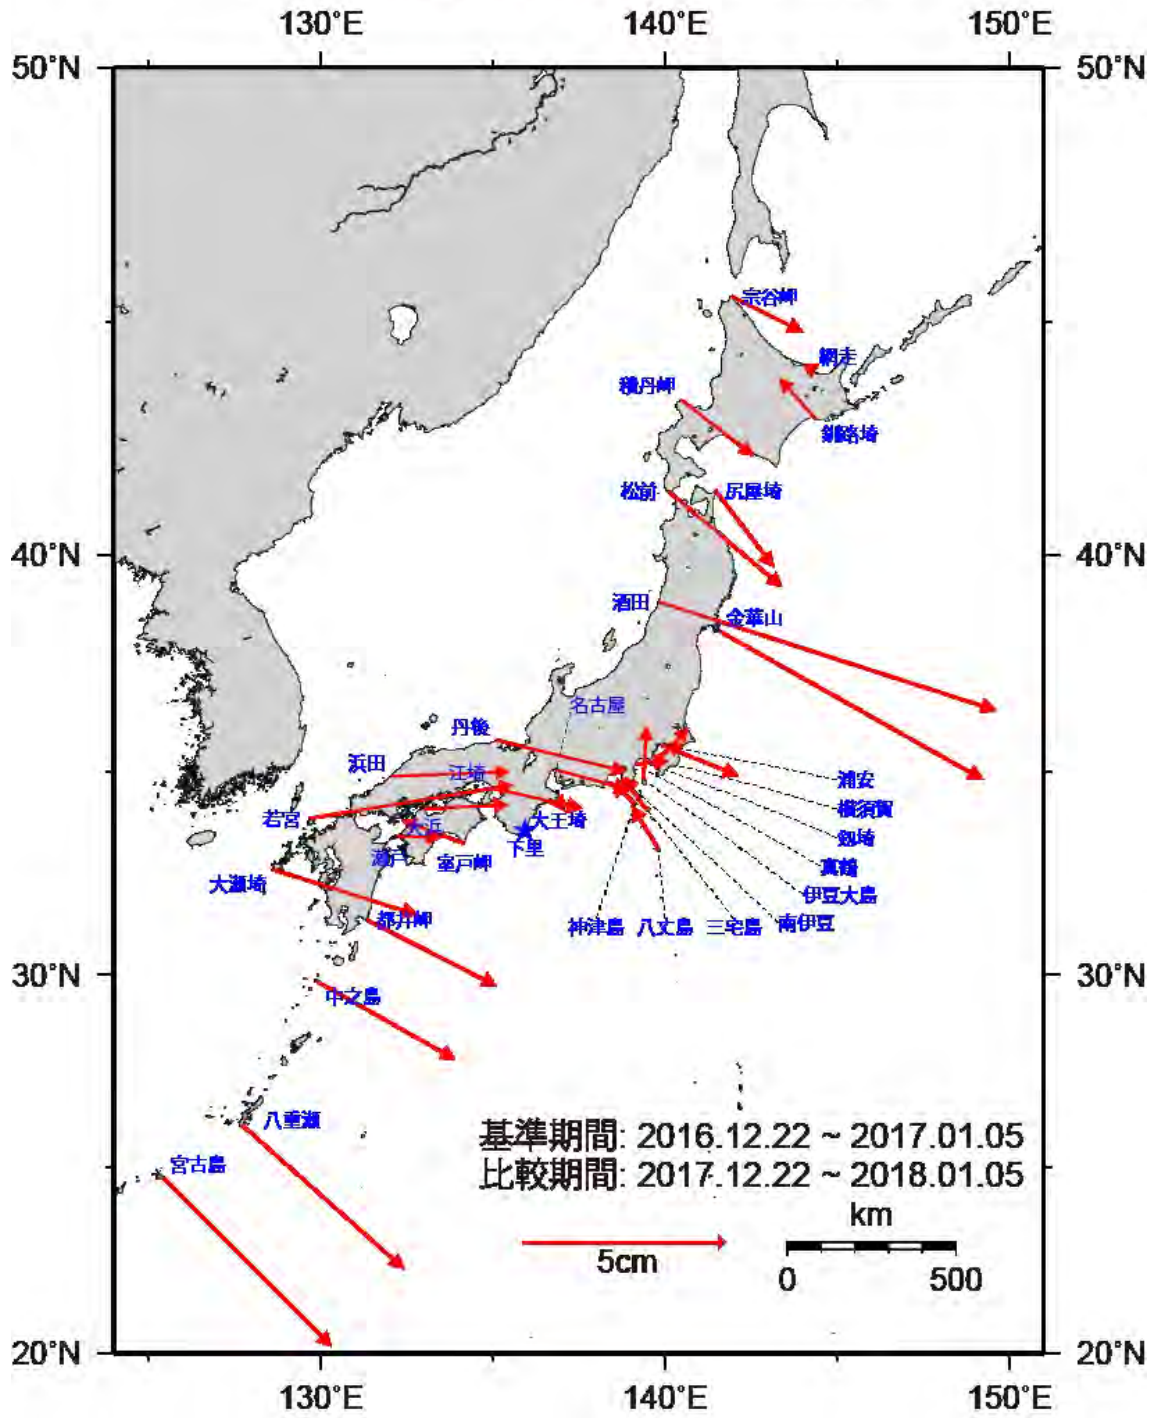 130°E 140°E 150°E
50°N 50°N
宗谷岬
網走
積丹岬
釧路埼
松前 尻屋埼
40°N 40°N
酒田 金華山
名古屋
丹後
浜田 江埼
浦安
若宮 大王埼 横須賀
大浜 下里 剱埼
瀬戸 室戸岬 真鶴
大瀬埼 伊豆大島
都井岬 神津島 八丈島 三宅島 南伊豆
30°N 30°N
中之島
八重瀬
基準期間: 2016.12.22 ~ 2017.01.05
宮古島
比較期間: 2017.12.22 ~ 2018.01.05
km
5cm
0 500
20°N 20°N
130°E 140°E 150°E